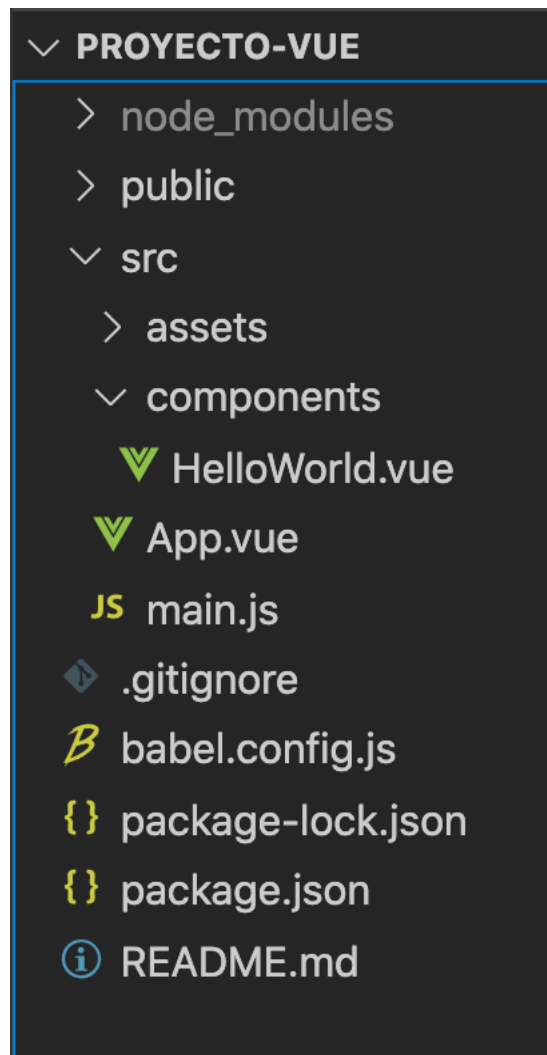 PROYECTO-VUE
node_modules
public
src
assets
components
HelloWorld.vue
App.vue
JS main.js
.gitignore
B babel.config.js
{} package-lock.json
{} package.json
i README.md